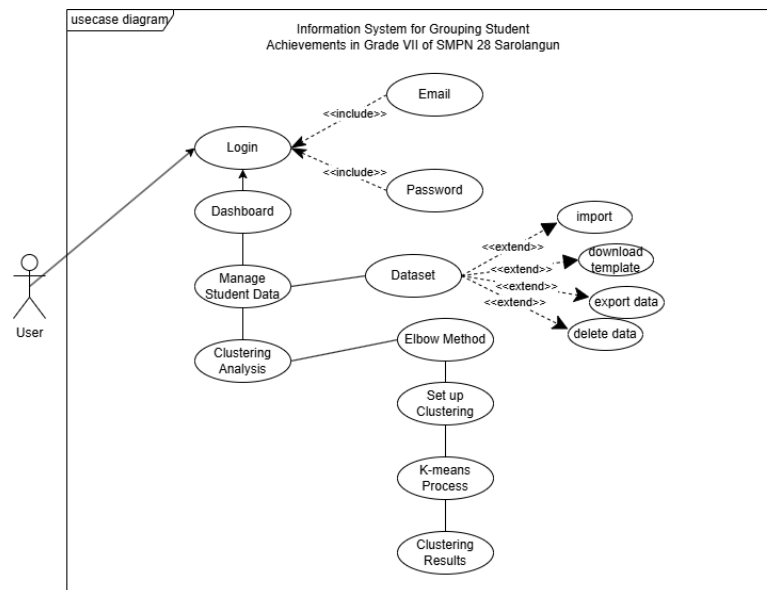 usecase diagram
Information System for Grouping Student
Achievements in Grade VII of SMPN 28 Sarolangun
Email
<<include>>
Login
<<include>>
Password
Dashboard
import
<<extend>>
download
template
<<extend>>
Manage
Student Data
Dataset
<<extend>>
export data
<<extend>>
delete data
User
Clustering
Analysis
Elbow Method
Set up
Clustering
K-means
Process
Clustering
Results